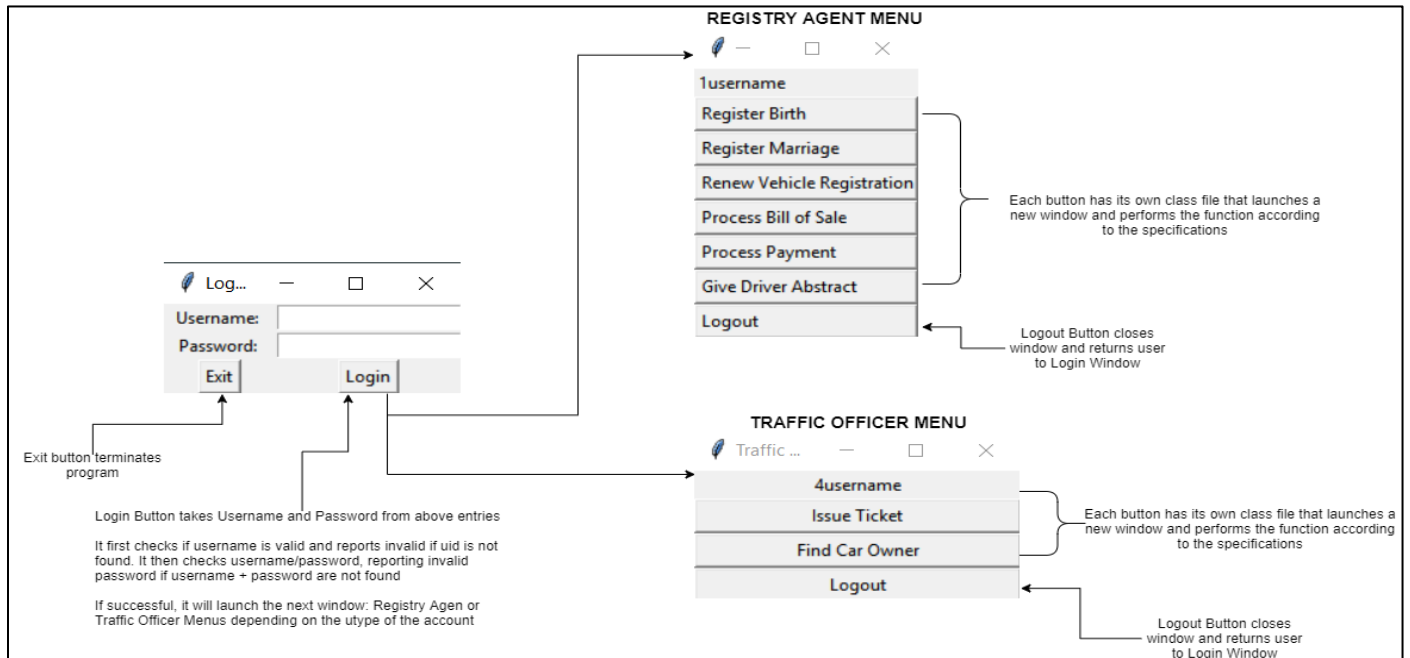 REGISTRY AGENT MENU
1username
Register Birth
Register Marriage
Renew Vehicle Registration
Process Bill of Sale
Process Payment
Give Driver Abstract
Logout
Each button has its own class file that launches a
new window and performs the function according
to the specifications
Logout Button closes
window and returns user
to Login Window
Log...
Username:
Password:
Exit
Login
Exit button terminates
program
Login Button takes Username and Password from above entries
It first checks if username is valid and reports invalid if uid is not
found. It then checks username/password, reporting invalid
password if username + password are not found
If successful, it will launch the next window: Registry Agen or
Traffic Officer Menus depending on the utype of the account
TRAFFIC OFFICER MENU
Traffic ...
4username
Issue Ticket
Find Car Owner
Logout
Each button has its own class file that launches a
new window and performs the function according
to the specifications
Logout Button closes
window and returns user
to Login Window